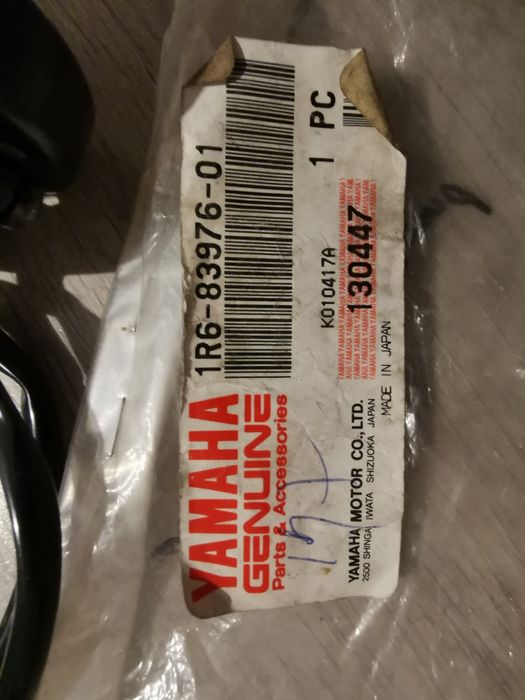 1R6-83976-01
1 PC
K010417A
130447
YAMAHA
GENUINE
Parts & Accessories
YAMAHA MOTOR CO., LTD.
2500 SHINGAI IWATA SHIZUOKA JAPAN
MADE IN JAPAN